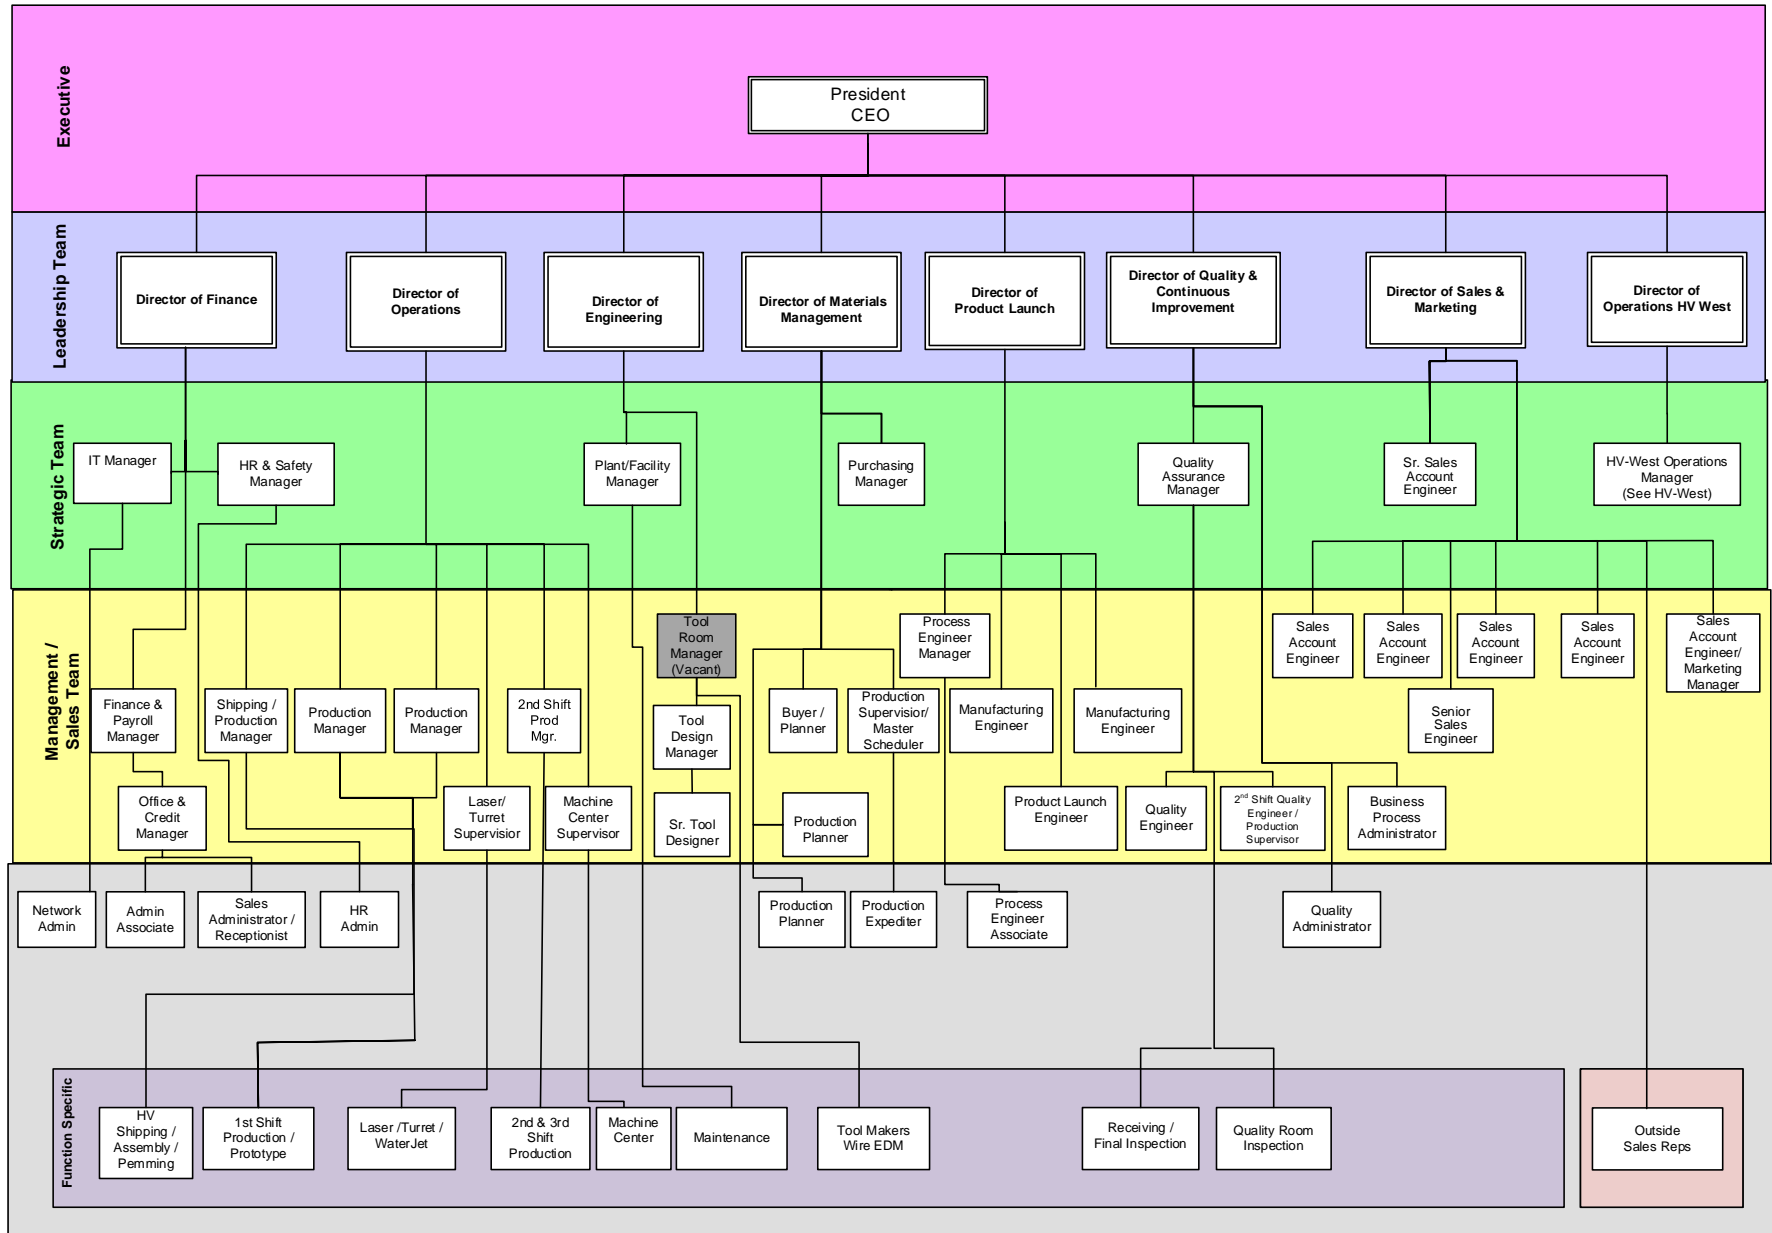 Executive
President
CEO
Leadership Team
Director of Finance
Director of
Operations
Director of
Engineering
Director of Materials
Management
Director of
Product Launch
Director of Quality &
Continuous
Improvement
Director of Sales &
Marketing
Director of
Operations HV West
Strategic Team
IT Manager
HR & Safety
Manager
Plant/Facility
Manager
Purchasing
Manager
Quality
Assurance
Manager
Sr. Sales
Account
Engineer
HV-West Operations
Manager
(See HV-West)
Management /
Sales Team
Tool
Room
Manager
(Vacant)
Process
Engineer
Manager
Sales
Account
Engineer
Sales
Account
Engineer
Sales
Account
Engineer
Sales
Account
Engineer
Sales
Account
Engineer/
Marketing
Manager
Finance &
Payroll
Manager
Shipping /
Production
Manager
Production
Manager
Production
Manager
2nd Shift
Prod
Mgr.
Tool
Design
Manager
Buyer /
Planner
Production
Supervisior/
Master
Scheduler
Manufacturing
Engineer
Manufacturing
Engineer
Senior
Sales
Engineer
Office &
Credit
Manager
Laser/
Turret
Supervisior
Machine
Center
Supervisor
Sr. Tool
Designer
Production
Planner
Product Launch
Engineer
Quality
Engineer
2nd Shift Quality
Engineer /
Production
Supervisor
Business
Process
Administrator
Network
Admin
Admin
Associate
Sales
Administrator /
Receptionist
HR
Admin
Production
Planner
Production
Expediter
Process
Engineer
Associate
Quality
Administrator
Function Specific
HV
Shipping /
Assembly /
Pemming
1st Shift
Production /
Prototype
Laser /Turret /
WaterJet
2nd & 3rd
Shift
Production
Machine
Center
Maintenance
Tool Makers
Wire EDM
Receiving /
Final Inspection
Quality Room
Inspection
Outside
Sales Reps